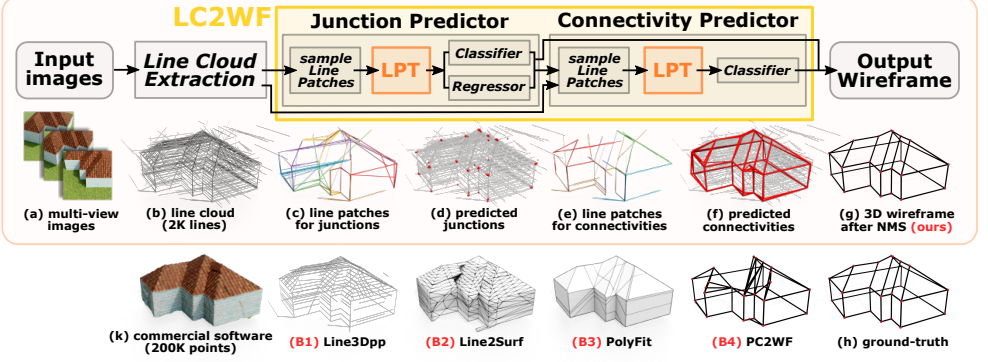 LC2WF
Junction Predictor
Connectivity Predictor
Input
images
Line Cloud
Extraction
sample
Line
Patches
LPT
Classifier
Regressor
sample
Line
Patches
LPT
Classifier
Output
Wireframe
(a) multi-view
images
(b) line cloud
(2K lines)
(c) line patches
for junctions
(d) predicted
junctions
(e) line patches
for connectivities
(f) predicted
connectivities
(g) 3D wireframe
after NMS (ours)
(k) commercial software
(200K points)
(B1) Line3Dpp
(B2) Line2Surf
(B3) PolyFit
(B4) PC2WF
(h) ground-truth